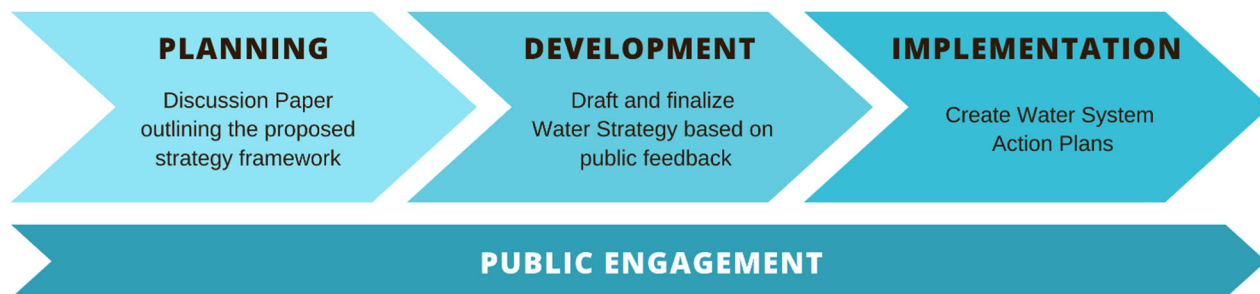 PLANNING
Discussion Paper
outlining the proposed
strategy framework
DEVELOPMENT
Draft and finalize
Water Strategy based on
public feedback
IMPLEMENTATION
Create Water System
Action Plans
PUBLIC ENGAGEMENT